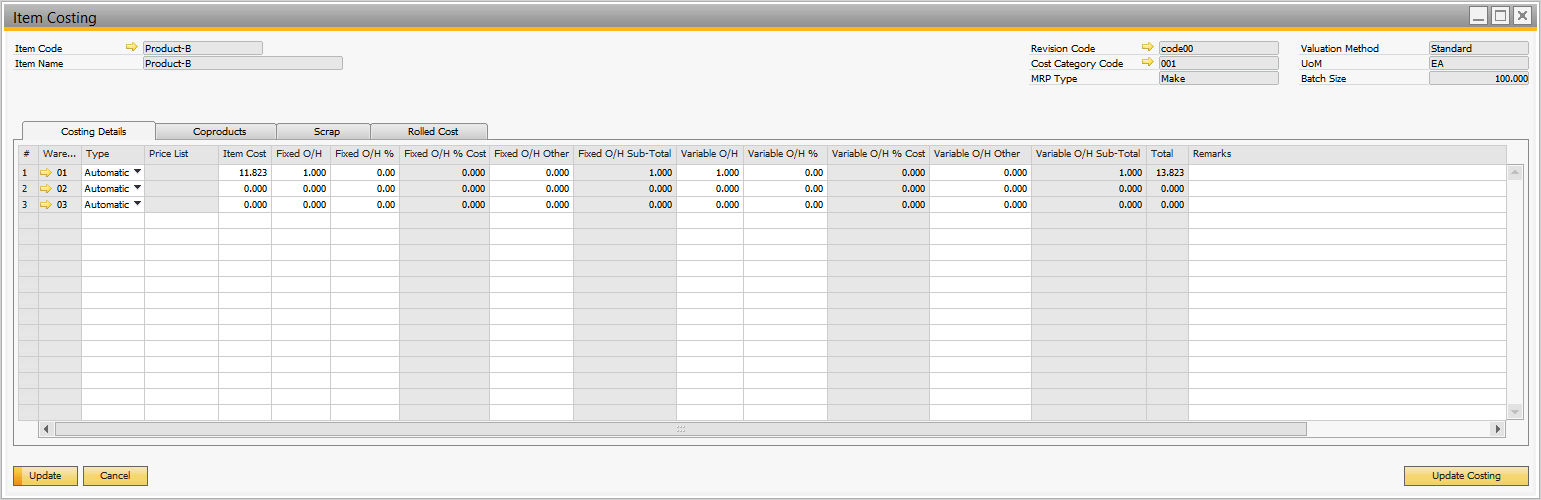 Item Costing
Item Code Product-B Revision Code code00 Valuation Method Standard
Item Name Product-B Cost Category Code 001 UoM EA
MRP Type Make Batch Size 100.000
Costing Details Coproducts Scrap Rolled Cost
# Ware... Type Price List Item Cost Fixed O/H Fixed O/H % Fixed O/H % Cost Fixed O/H Other Fixed O/H Sub-Total Variable O/H Variable O/H % Variable O/H % Cost Variable O/H Other Variable O/H Sub-Total Total Remarks
1 01 Automatic 11.823 1.000 0.00 0.000 0.000 1.000 1.000 0.00 0.000 0.000 1.000 13.823
2 02 Automatic 0.000 0.000 0.00 0.000 0.000 0.000 0.000 0.00 0.000 0.000 0.000 0.000
3 03 Automatic 0.000 0.000 0.00 0.000 0.000 0.000 0.000 0.00 0.000 0.000 0.000 0.000
Update Cancel Update Costing